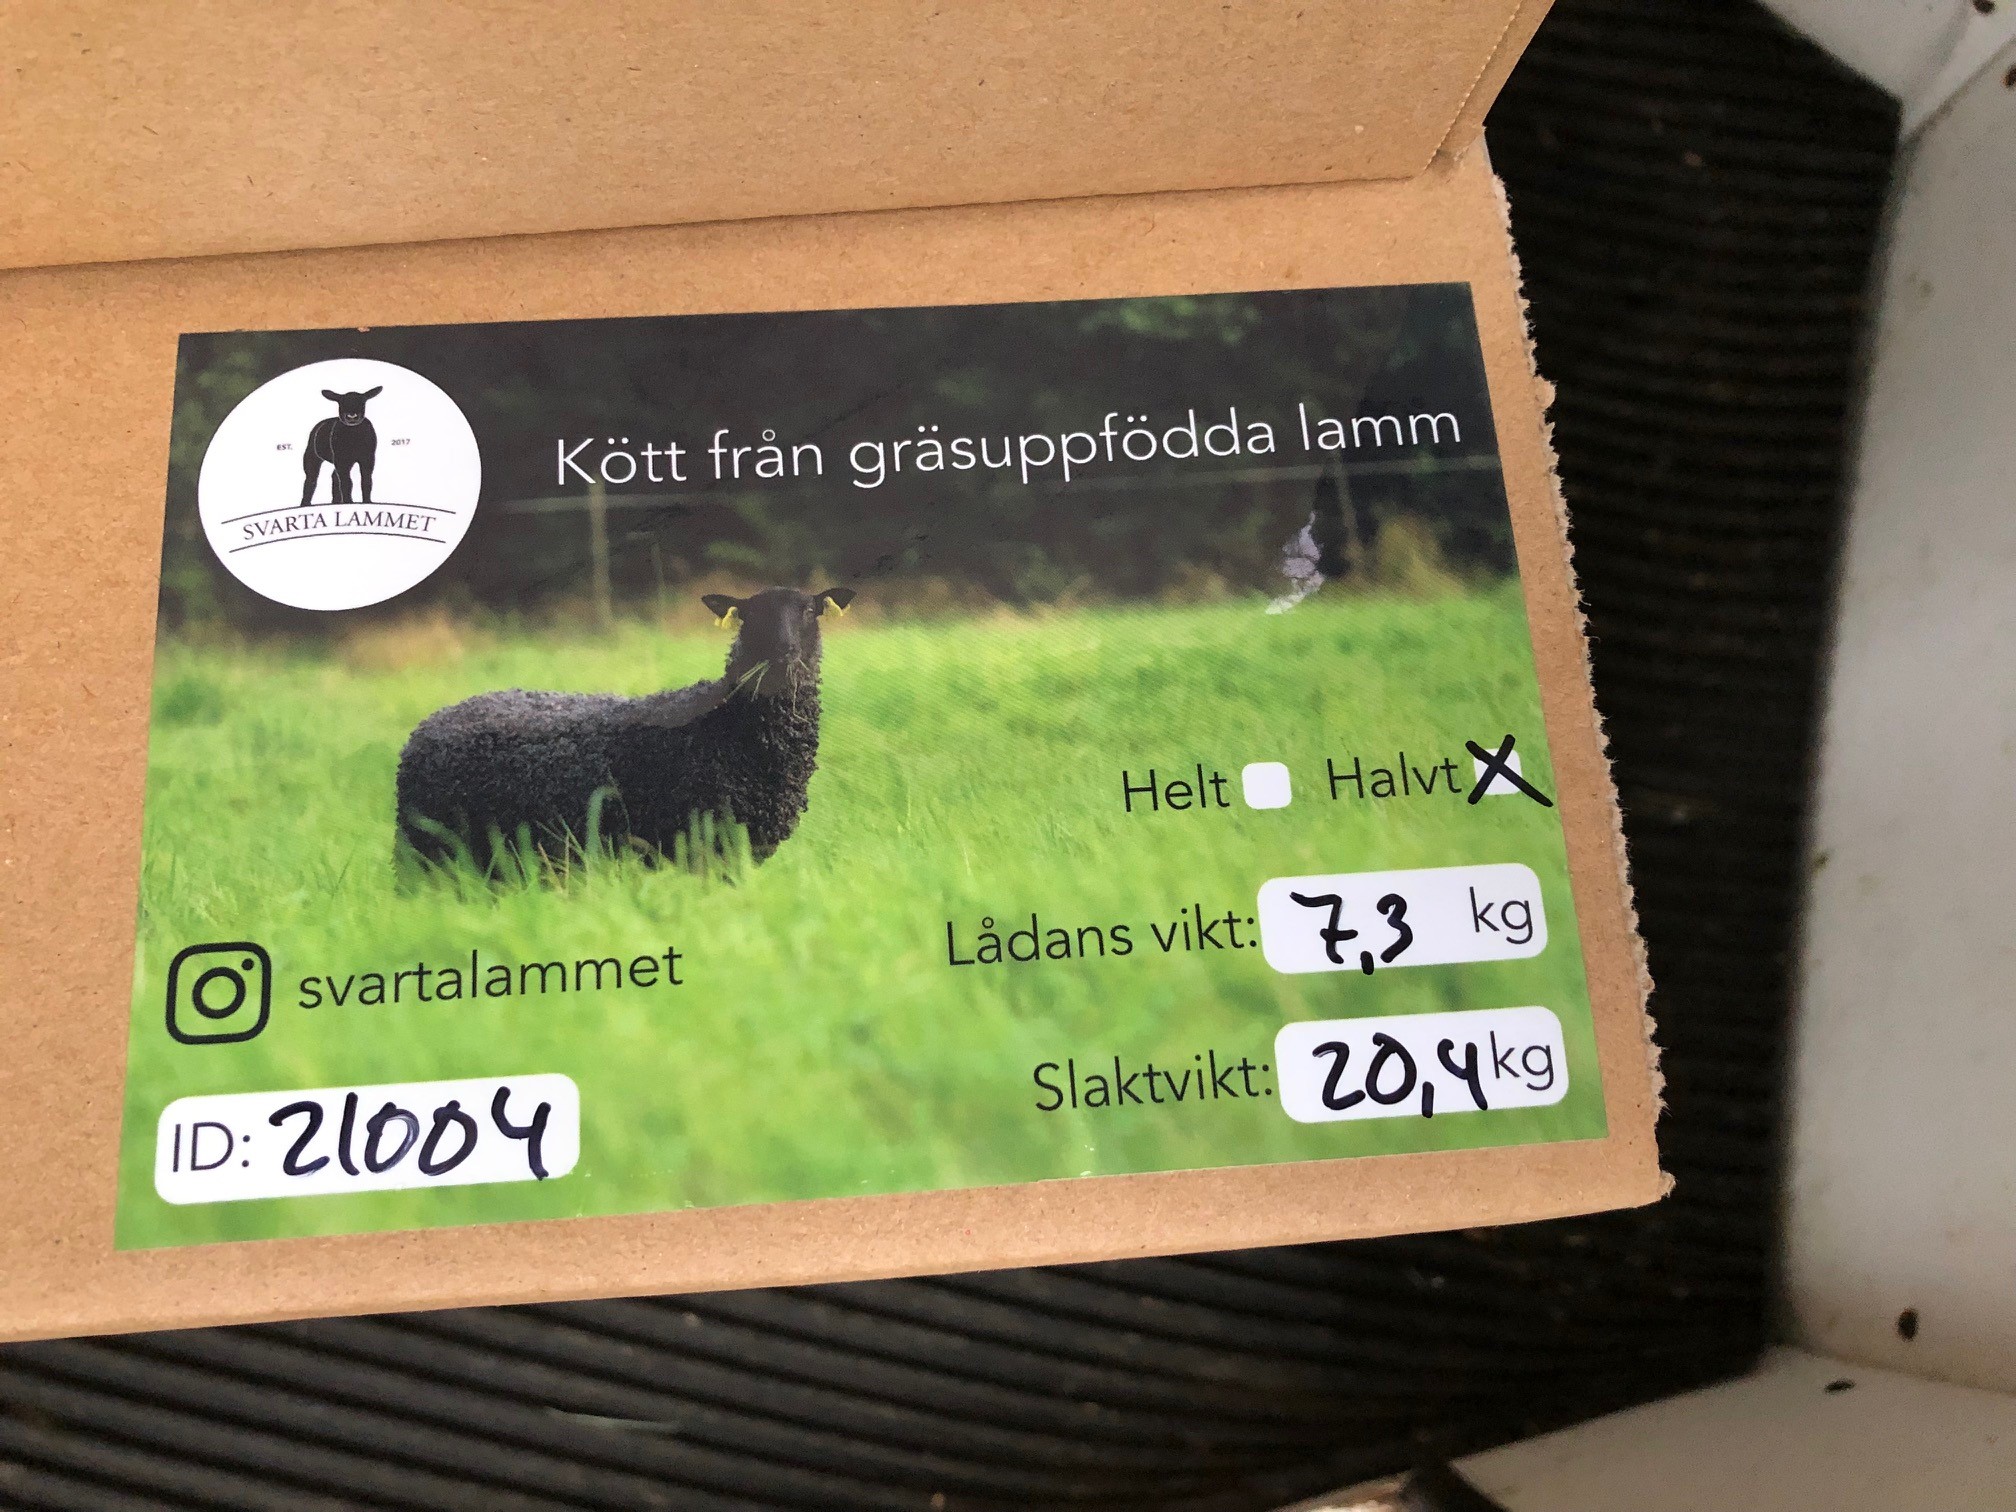 EST. 2017
SVARTA LAMMET
Kött från gräsuppfödda lamm
Helt Halvt X
Lådans vikt: 7,3 kg
svartalammet
Slaktvikt: 20,4 kg
ID: 21004